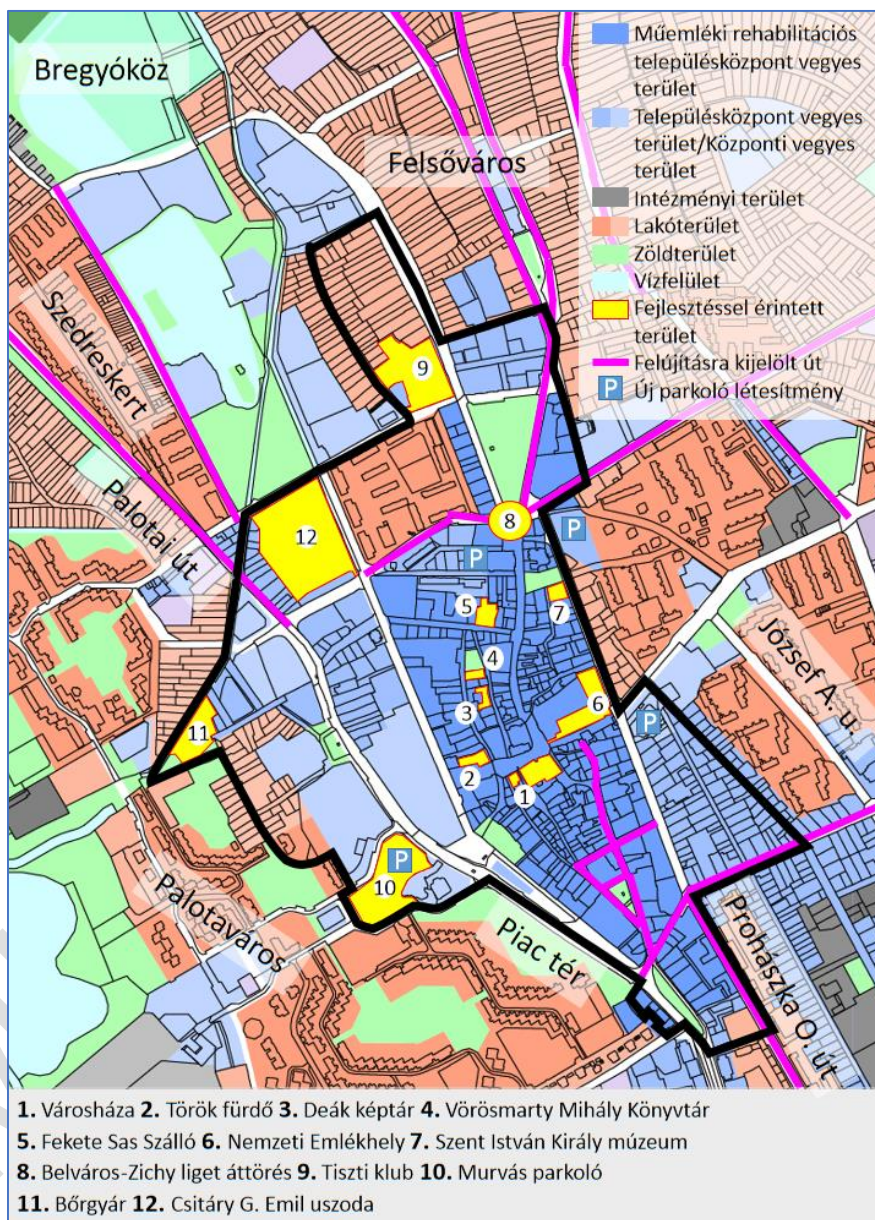 Bregyóköz
Felsőváros
Szedreskert
Palotai út
Palotaváros
Piac tér
József A. u.
Prohászka O. út
Műemléki rehabilitációs
településközpont vegyes
terület
Településközpont vegyes
terület/Központi vegyes
terület
Intézményi terület
Lakóterület
Zöldterület
Vízfelület
Fejlesztéssel érintett
terület
Felújításra kijelölt út
P Új parkoló létesítmény
9
12
8
P
P
5
7
4
6
3
P
11
2
1
P
10
1. Városháza 2. Török fürdő 3. Deák képtár 4. Vörösmarty Mihály Könyvtár
5. Fekete Sas Szálló 6. Nemzeti Emlékhely 7. Szent István Király múzeum
8. Belváros-Zichy liget áttörés 9. Tiszti klub 10. Murvás parkoló
11. Bőrgyár 12. Csitáry G. Emil uszoda